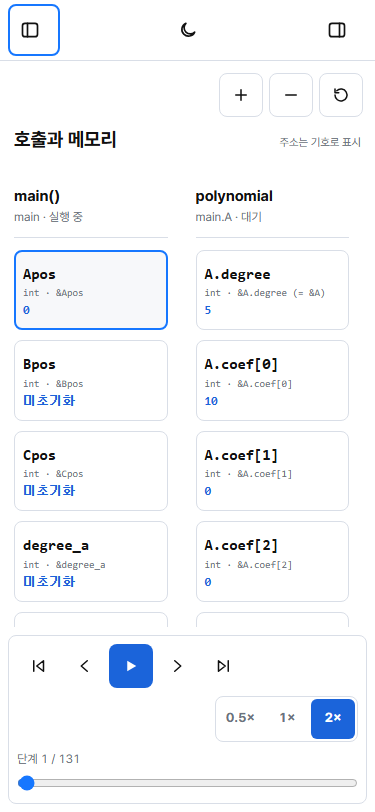 호출과 메모리
주소는 기호로 표시
main()
main · 실행 중
Apos
int · &Apos
0
Bpos
int · &Bpos
미초기화
Cpos
int · &Cpos
미초기화
degree_a
int · &degree_a
미초기화
polynomial
main.A · 대기
A.degree
int · &A.degree (= &A)
5
A.coef[0]
int · &A.coef[0]
10
A.coef[1]
int · &A.coef[1]
0
A.coef[2]
int · &A.coef[2]
0
0.5× 1× 2×
단계 1 / 131